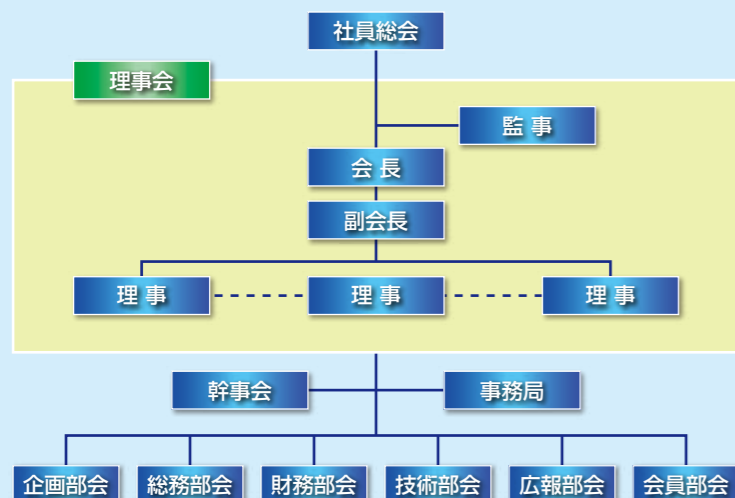 社員総会
理事会
監 事
会 長
副会長
理 事
理 事
理 事
幹事会
事務局
企画部会
総務部会
財務部会
技術部会
広報部会
会員部会